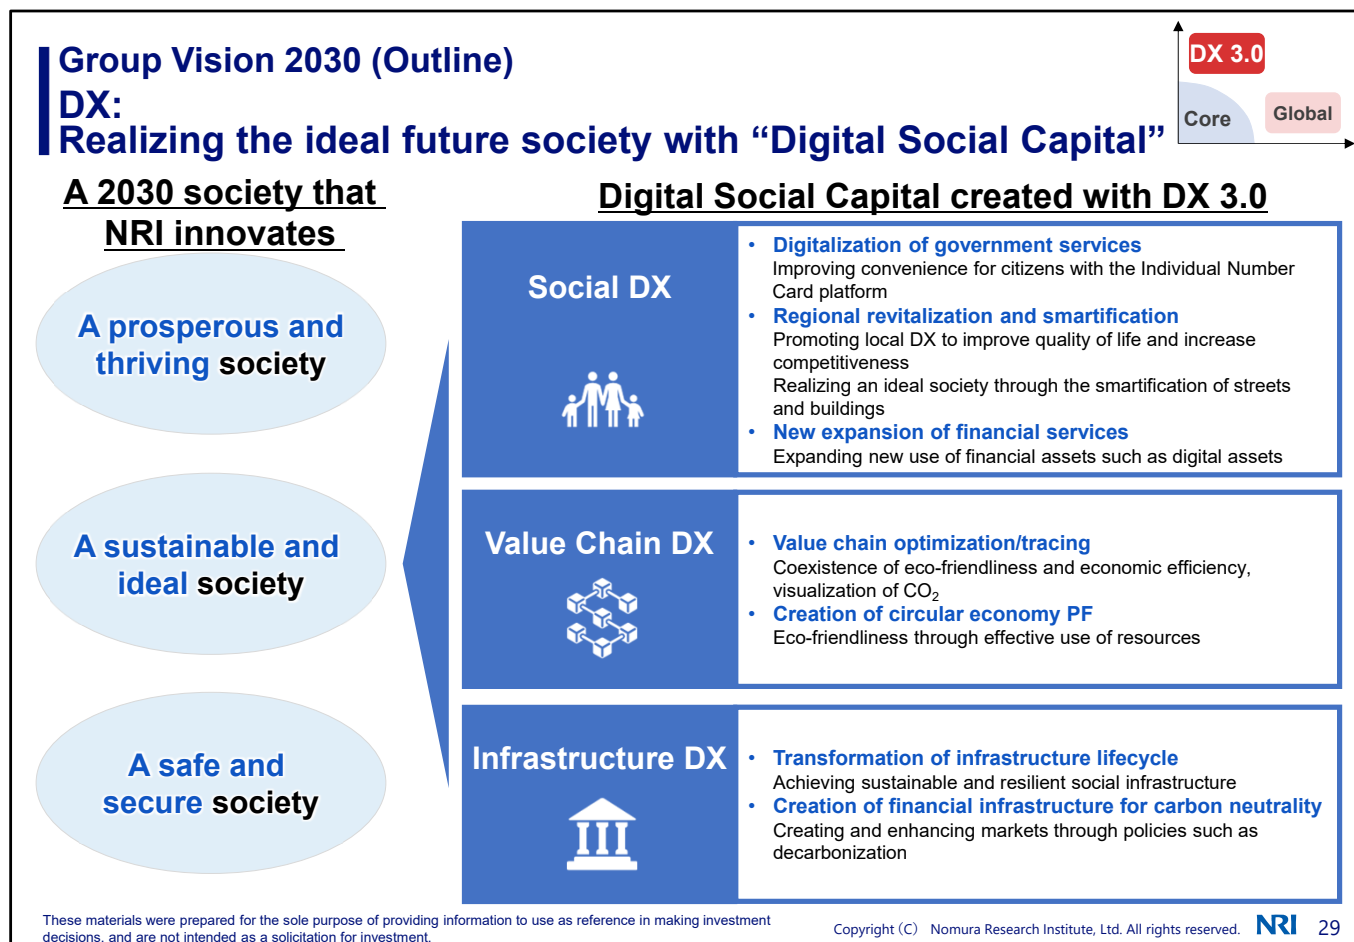 Group Vision 2030 (Outline)
DX:
Realizing the ideal future society with “Digital Social Capital”
DX 3.0
Core
Global
A 2030 society that
NRI innovates
A prosperous and
thriving society
A sustainable and
ideal society
A safe and
secure society
Digital Social Capital created with DX 3.0
Social DX
• Digitalization of government services
Improving convenience for citizens with the Individual Number
Card platform
• Regional revitalization and smartification
Promoting local DX to improve quality of life and increase
competitiveness
Realizing an ideal society through the smartification of streets
and buildings
• New expansion of financial services
Expanding new use of financial assets such as digital assets
Value Chain DX
• Value chain optimization/tracing
Coexistence of eco-friendliness and economic efficiency,
visualization of CO₂
• Creation of circular economy PF
Eco-friendliness through effective use of resources
Infrastructure DX
• Transformation of infrastructure lifecycle
Achieving sustainable and resilient social infrastructure
• Creation of financial infrastructure for carbon neutrality
Creating and enhancing markets through policies such as
decarbonization
These materials were prepared for the sole purpose of providing information to use as reference in making investment
decisions, and are not intended as a solicitation for investment.
Copyright（C） Nomura Research Institute, Ltd. All rights reserved.
NRI
29